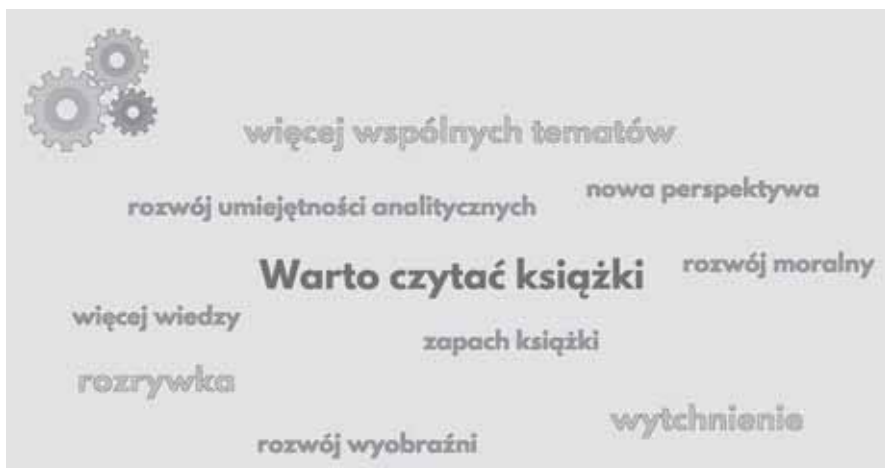 więcej wspólnych tematów
nowa perspektywa
rozwój umiejętności analitycznych
Warto czytać książki
rozwój moralny
więcej wiedzy
zapach książki
rozrywka
wytchnienie
rozwój wyobraźni